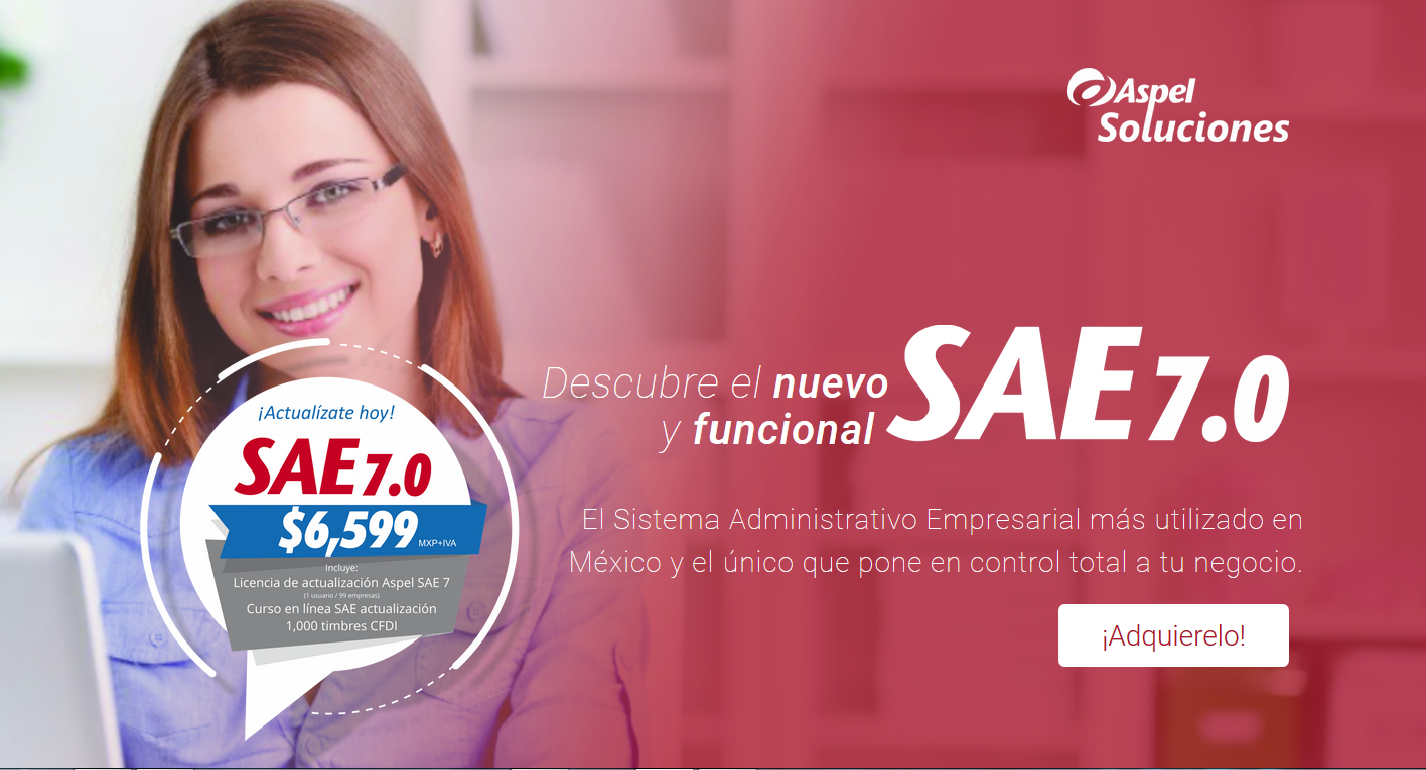 Aspel
Soluciones
Descubre el nuevo
y funcional
SAE 7.0
El Sistema Administrativo Empresarial más utilizado en
México y el único que pone en control total a tu negocio.
¡Adquierelo!
¡Actualízate hoy!
SAE 7.0
$6,599 MXP+IVA
Incluye:
Licencia de actualización Aspel SAE 7
(1 usuario / 99 empresas)
Curso en línea SAE actualización
1,000 timbres CFDI